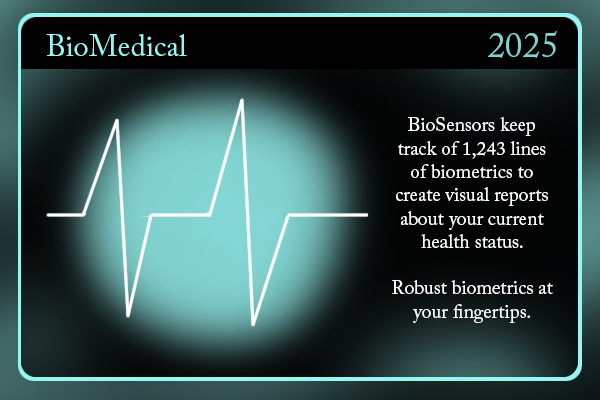 BioMedical
2025
BioSensors keep
track of 1,243 lines
of biometrics to
create visual reports
about your current
health status.
Robust biometrics at
your fingertips.